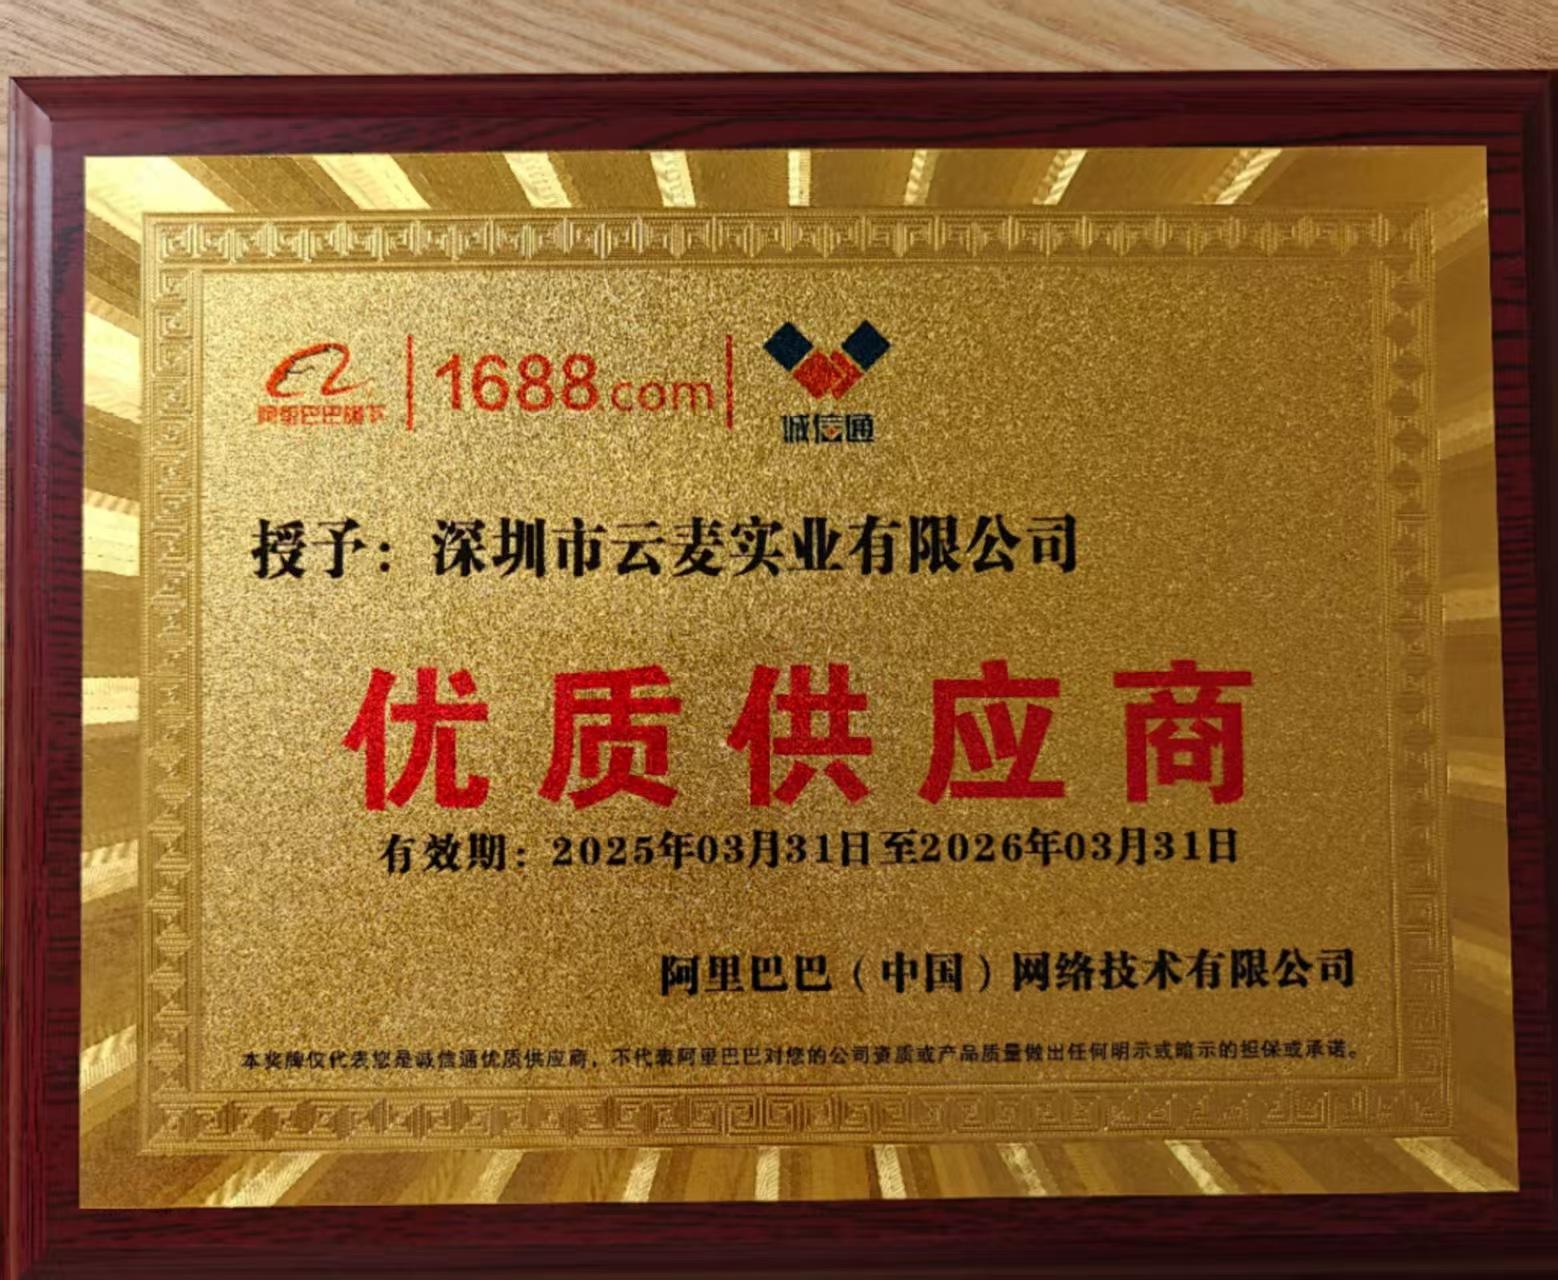 阿里巴巴旗下 1688.com 诚信通
授予：深圳市云麦实业有限公司
优质供应商
有效期：2025年03月31日至2026年03月31日
阿里巴巴（中国）网络技术有限公司
本奖牌仅代表您是诚信通优质供应商，不代表阿里巴巴对您的公司资质或产品质量做出任何明示或暗示的担保或承诺。